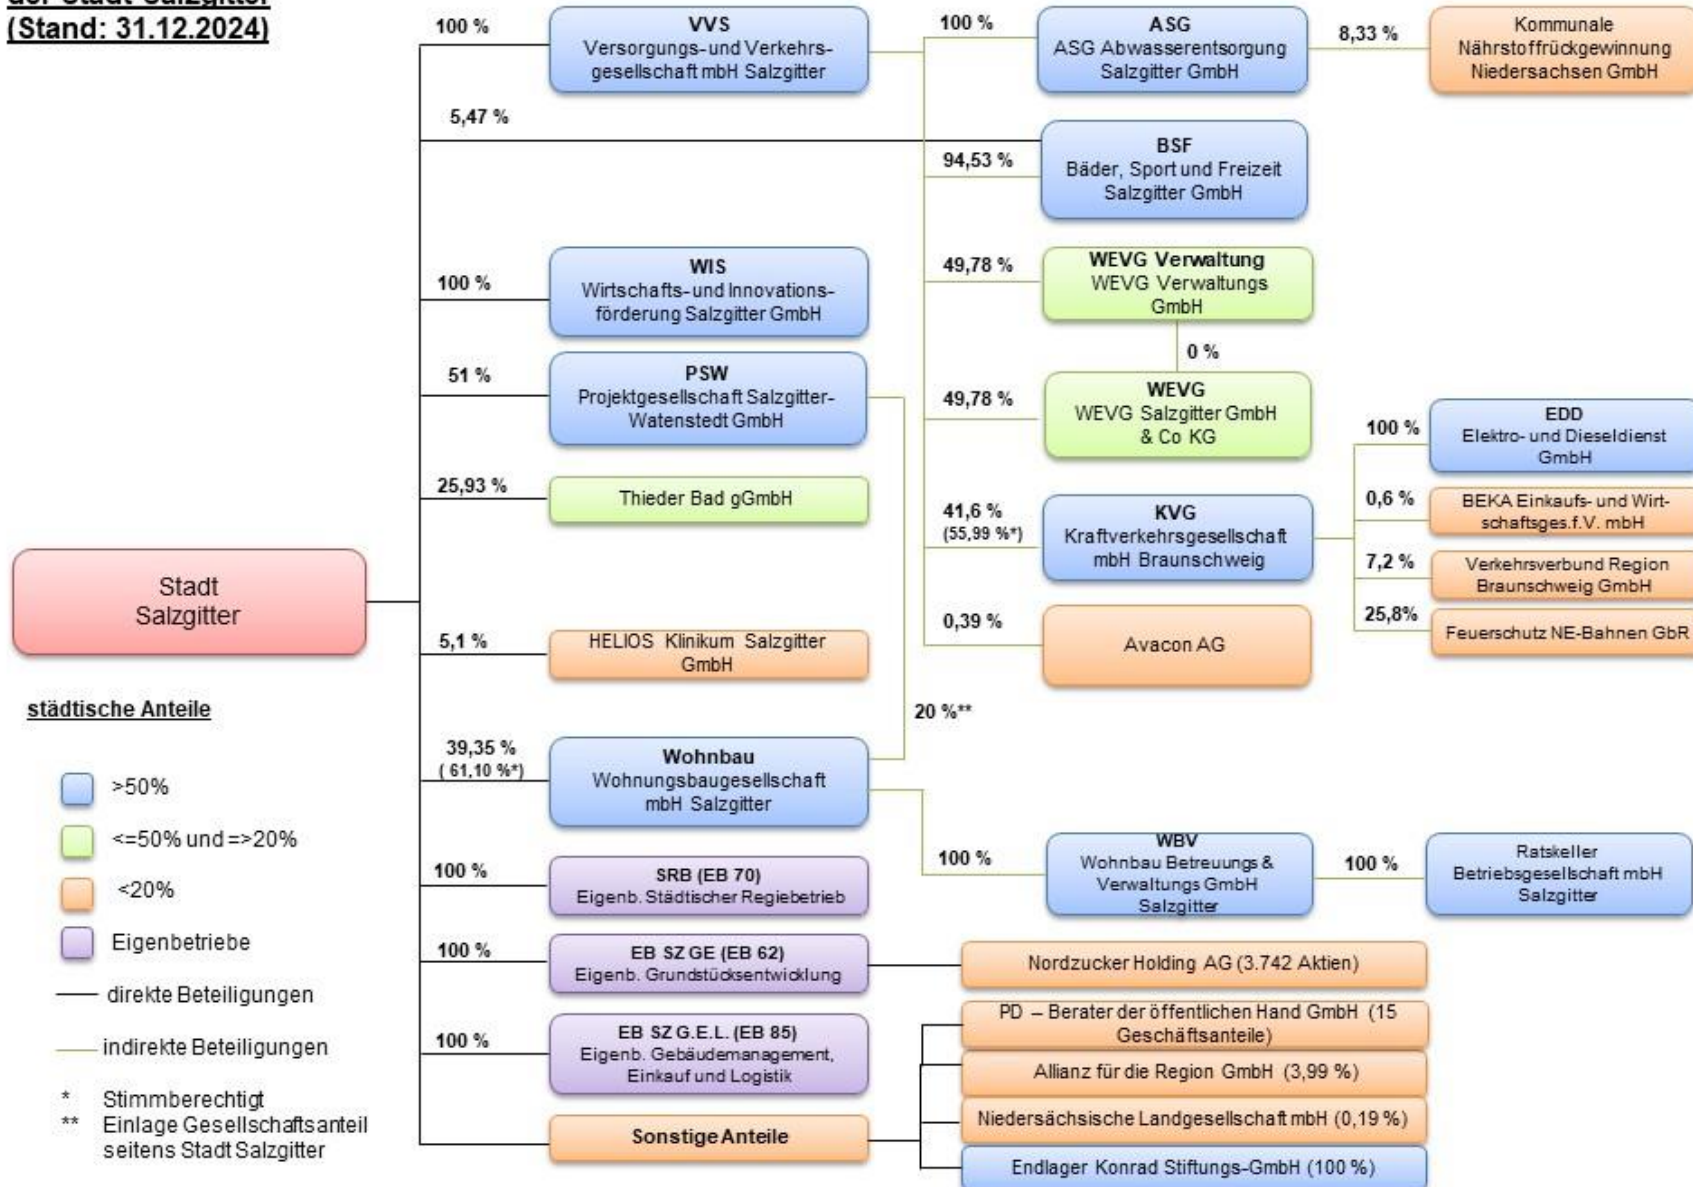 der Stadt Salzgitter
(Stand: 31.12.2024)
100 %
VVS
Versorgungs- und Verkehrs-
gesellschaft mbH Salzgitter
100 %
ASG
ASG Abwasserentsorgung
Salzgitter GmbH
8,33 %
Kommunale
Nährstoffrückgewinnung
Niedersachsen GmbH
5,47 %
94,53 %
BSF
Bäder, Sport und Freizeit
Salzgitter GmbH
100 %
WIS
Wirtschafts- und Innovations-
förderung Salzgitter GmbH
49,78 %
WEVG Verwaltung
WEVG Verwaltungs
GmbH
0 %
51 %
PSW
Projektgesellschaft Salzgitter-
Watenstedt GmbH
49,78 %
WEVG
WEVG Salzgitter GmbH
& Co KG
100 %
EDD
Elektro- und Dieseldienst
GmbH
25,93 %
Thieder Bad gGmbH
41,6 %
(55,99 %*)
KVG
Kraftverkehrsgesellschaft
mbH Braunschweig
0,6 %
BEKA Einkaufs- und Wirt-
schaftsges.f.V. mbH
7,2 %
Verkehrsverbund Region
Braunschweig GmbH
25,8%
Feuerschutz NE-Bahnen GbR
Stadt
Salzgitter
5,1 %
HELIOS Klinikum Salzgitter
GmbH
0,39 %
Avacon AG
20 %**
39,35 %
( 61,10 %*)
Wohnbau
Wohnungsbaugesellschaft
mbH Salzgitter
100 %
WBV
Wohnbau Betreuungs &
Verwaltungs GmbH
Salzgitter
100 %
Ratskeller
Betriebsgesellschaft mbH
Salzgitter
100 %
SRB (EB 70)
Eigenb. Städtischer Regiebetrieb
100 %
EB SZ GE (EB 62)
Eigenb. Grundstücksentwicklung
Nordzucker Holding AG (3.742 Aktien)
100 %
EB SZ G.E.L. (EB 85)
Eigenb. Gebäudemanagement,
Einkauf und Logistik
Sonstige Anteile
PD – Berater der öffentlichen Hand GmbH (15
Geschäftsanteile)
Allianz für die Region GmbH (3,99 %)
Niedersächsische Landgesellschaft mbH (0,19 %)
Endlager Konrad Stiftungs-GmbH (100 %)
städtische Anteile
>50%
<=50% und =>20%
<20%
Eigenbetriebe
direkte Beteiligungen
indirekte Beteiligungen
* Stimmberechtigt
** Einlage Gesellschaftsanteil
seitens Stadt Salzgitter